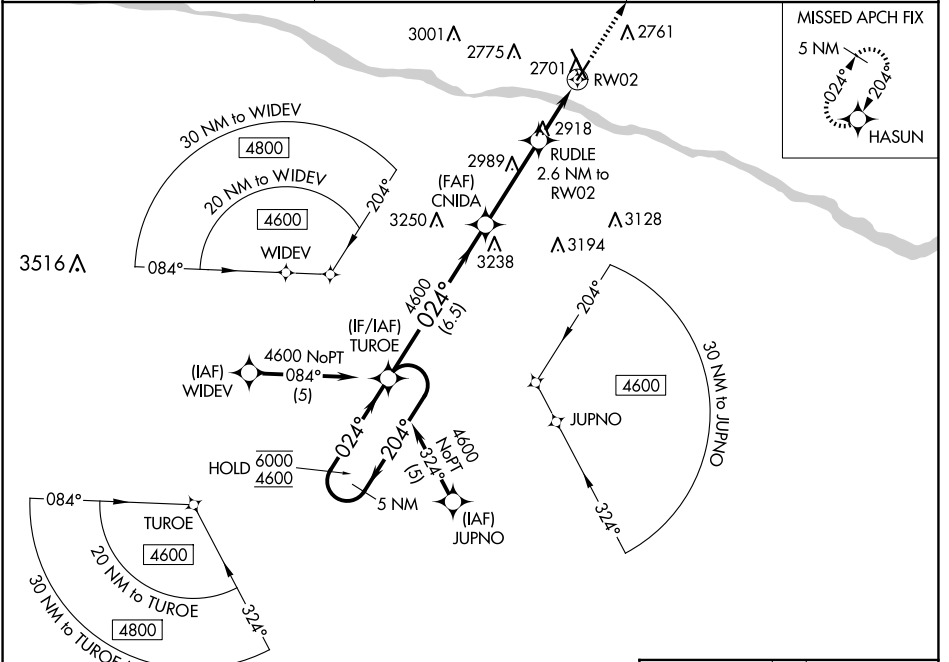 MISSED APCH FIX
5 NM
024°
204°
HASUN
3001
2775
2761
2701
RW02
2918
RUDLE
2.6 NM to
RW02
2989
(FAF)
CNIDA
3250
3238
3128
3194
3516
30 NM to WIDEV
4800
20 NM to WIDEV
4600
204°
WIDEV
084°
4600
024°
(6.5)
(IF/IAF)
TUROE
(IAF)
WIDEV
4600 NoPT
084°
(5)
024°
204°
HOLD
6000
4600
5 NM
4600
NoPT
324°
(5)
(IAF)
JUPNO
204°
4600
30 NM to JUPNO
JUPNO
324°
084°
TUROE
4600
20 NM to TUROE
324°
4800
30 NM to TUROE